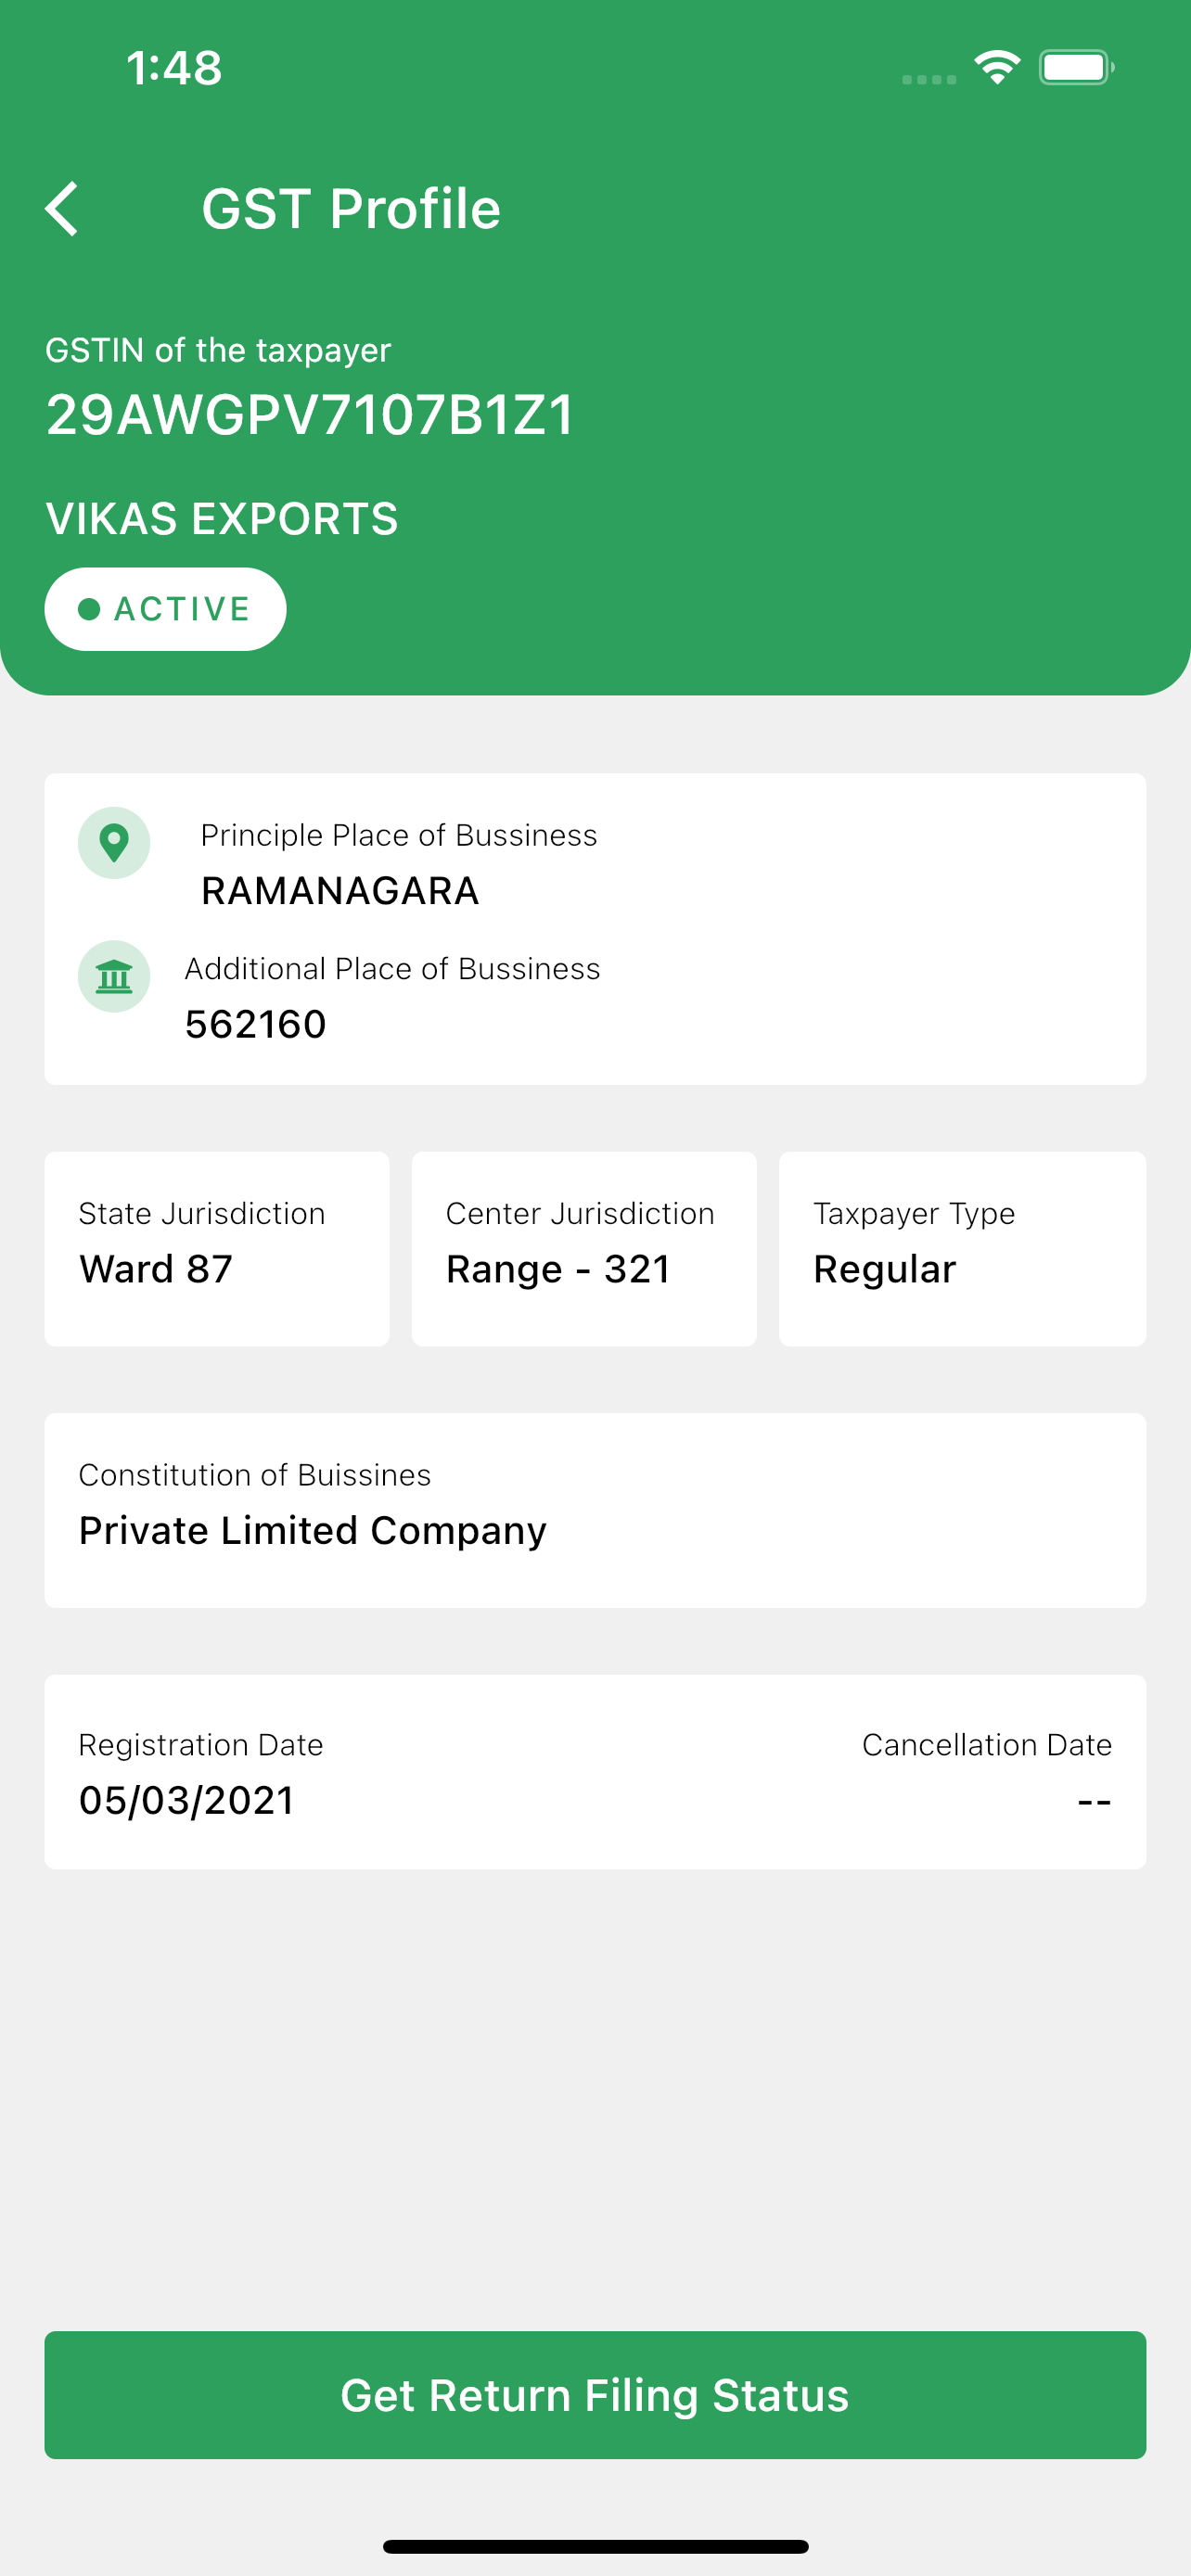 1:48
GST Profile
GSTIN of the taxpayer
29AWGPV7107B1Z1
VIKAS EXPORTS
ACTIVE
Principle Place of Bussiness
RAMANAGARA
Additional Place of Bussiness
562160
State Jurisdiction
Ward 87
Center Jurisdiction
Range - 321
Taxpayer Type
Regular
Constitution of Buissines
Private Limited Company
Registration Date
05/03/2021
Cancellation Date
--
Get Return Filing Status